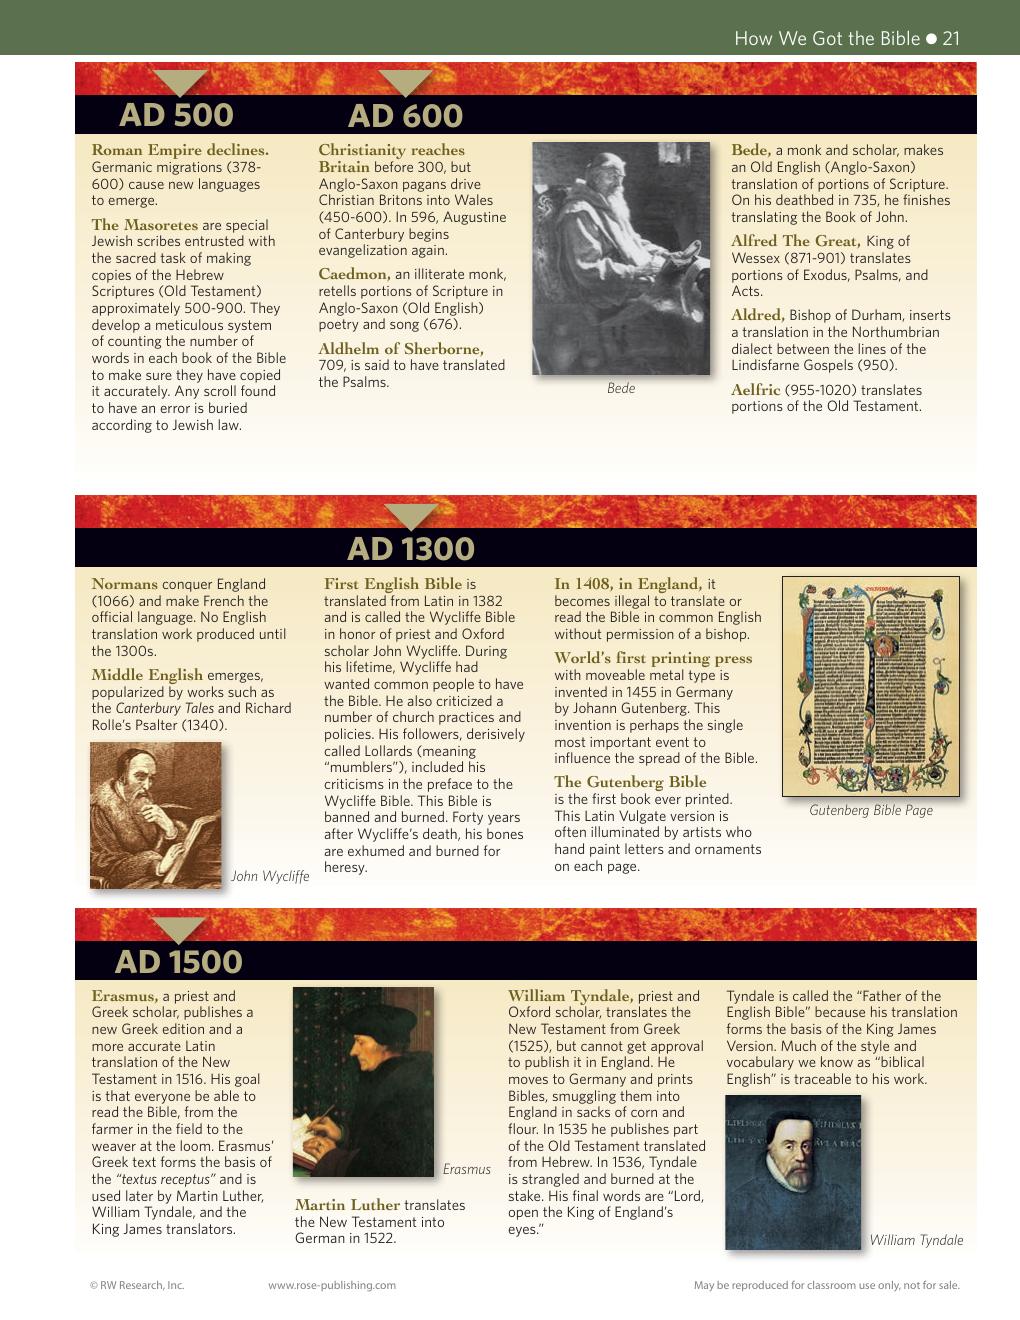 How We Got the Bible ● 21
AD 500
AD 600
Roman Empire declines.
Germanic migrations (378-
600) cause new languages
to emerge.
The Masoretes are special
Jewish scribes entrusted with
the sacred task of making
copies of the Hebrew
Scriptures (Old Testament)
approximately 500-900. They
develop a meticulous system
of counting the number of
words in each book of the Bible
to make sure they have copied
it accurately. Any scroll found
to have an error is buried
according to Jewish law.
Christianity reaches
Britain before 300, but
Anglo-Saxon pagans drive
Christian Britons into Wales
(450-600). In 596, Augustine
of Canterbury begins
evangelization again.
Caedmon, an illiterate monk,
retells portions of Scripture in
Anglo-Saxon (Old English)
poetry and song (676).
Aldhelm of Sherborne,
709, is said to have translated
the Psalms.
Bede
Bede, a monk and scholar, makes
an Old English (Anglo-Saxon)
translation of portions of Scripture.
On his deathbed in 735, he finishes
translating the Book of John.
Alfred The Great, King of
Wessex (871-901) translates
portions of Exodus, Psalms, and
Acts.
Aldred, Bishop of Durham, inserts
a translation in the Northumbrian
dialect between the lines of the
Lindisfarne Gospels (950).
Aelfric (955-1020) translates
portions of the Old Testament.
AD 1300
Normans conquer England
(1066) and make French the
official language. No English
translation work produced until
the 1300s.
Middle English emerges,
popularized by works such as
the Canterbury Tales and Richard
Rolle's Psalter (1340).
John Wycliffe
First English Bible is
translated from Latin in 1382
and is called the Wycliffe Bible
in honor of priest and Oxford
scholar John Wycliffe. During
his lifetime, Wycliffe had
wanted common people to have
the Bible. He also criticized a
number of church practices and
policies. His followers, derisively
called Lollards (meaning
“mumblers”), included his
criticisms in the preface to the
Wycliffe Bible. This Bible is
banned and burned. Forty years
after Wycliffe's death, his bones
are exhumed and burned for
heresy.
In 1408, in England, it
becomes illegal to translate or
read the Bible in common English
without permission of a bishop.
World's first printing press
with moveable metal type is
invented in 1455 in Germany
by Johann Gutenberg. This
invention is perhaps the single
most important event to
influence the spread of the Bible.
The Gutenberg Bible
is the first book ever printed.
This Latin Vulgate version is
often illuminated by artists who
hand paint letters and ornaments
on each page.
Gutenberg Bible Page
AD 1500
Erasmus, a priest and
Greek scholar, publishes a
new Greek edition and a
more accurate Latin
translation of the New
Testament in 1516. His goal
is that everyone be able to
read the Bible, from the
farmer in the field to the
weaver at the loom. Erasmus'
Greek text forms the basis of
the “textus receptus” and is
used later by Martin Luther,
William Tyndale, and the
King James translators.
Erasmus
Martin Luther translates
the New Testament into
German in 1522.
William Tyndale, priest and
Oxford scholar, translates the
New Testament from Greek
(1525), but cannot get approval
to publish it in England. He
moves to Germany and prints
Bibles, smuggling them into
England in sacks of corn and
flour. In 1535 he publishes part
of the Old Testament translated
from Hebrew. In 1536, Tyndale
is strangled and burned at the
stake. His final words are “Lord,
open the King of England's
eyes.”
Tyndale is called the “Father of the
English Bible” because his translation
forms the basis of the King James
Version. Much of the style and
vocabulary we know as “biblical
English” is traceable to his work.
William Tyndale
© RW Research, Inc.
www.rose-publishing.com
May be reproduced for classroom use only, not for sale.